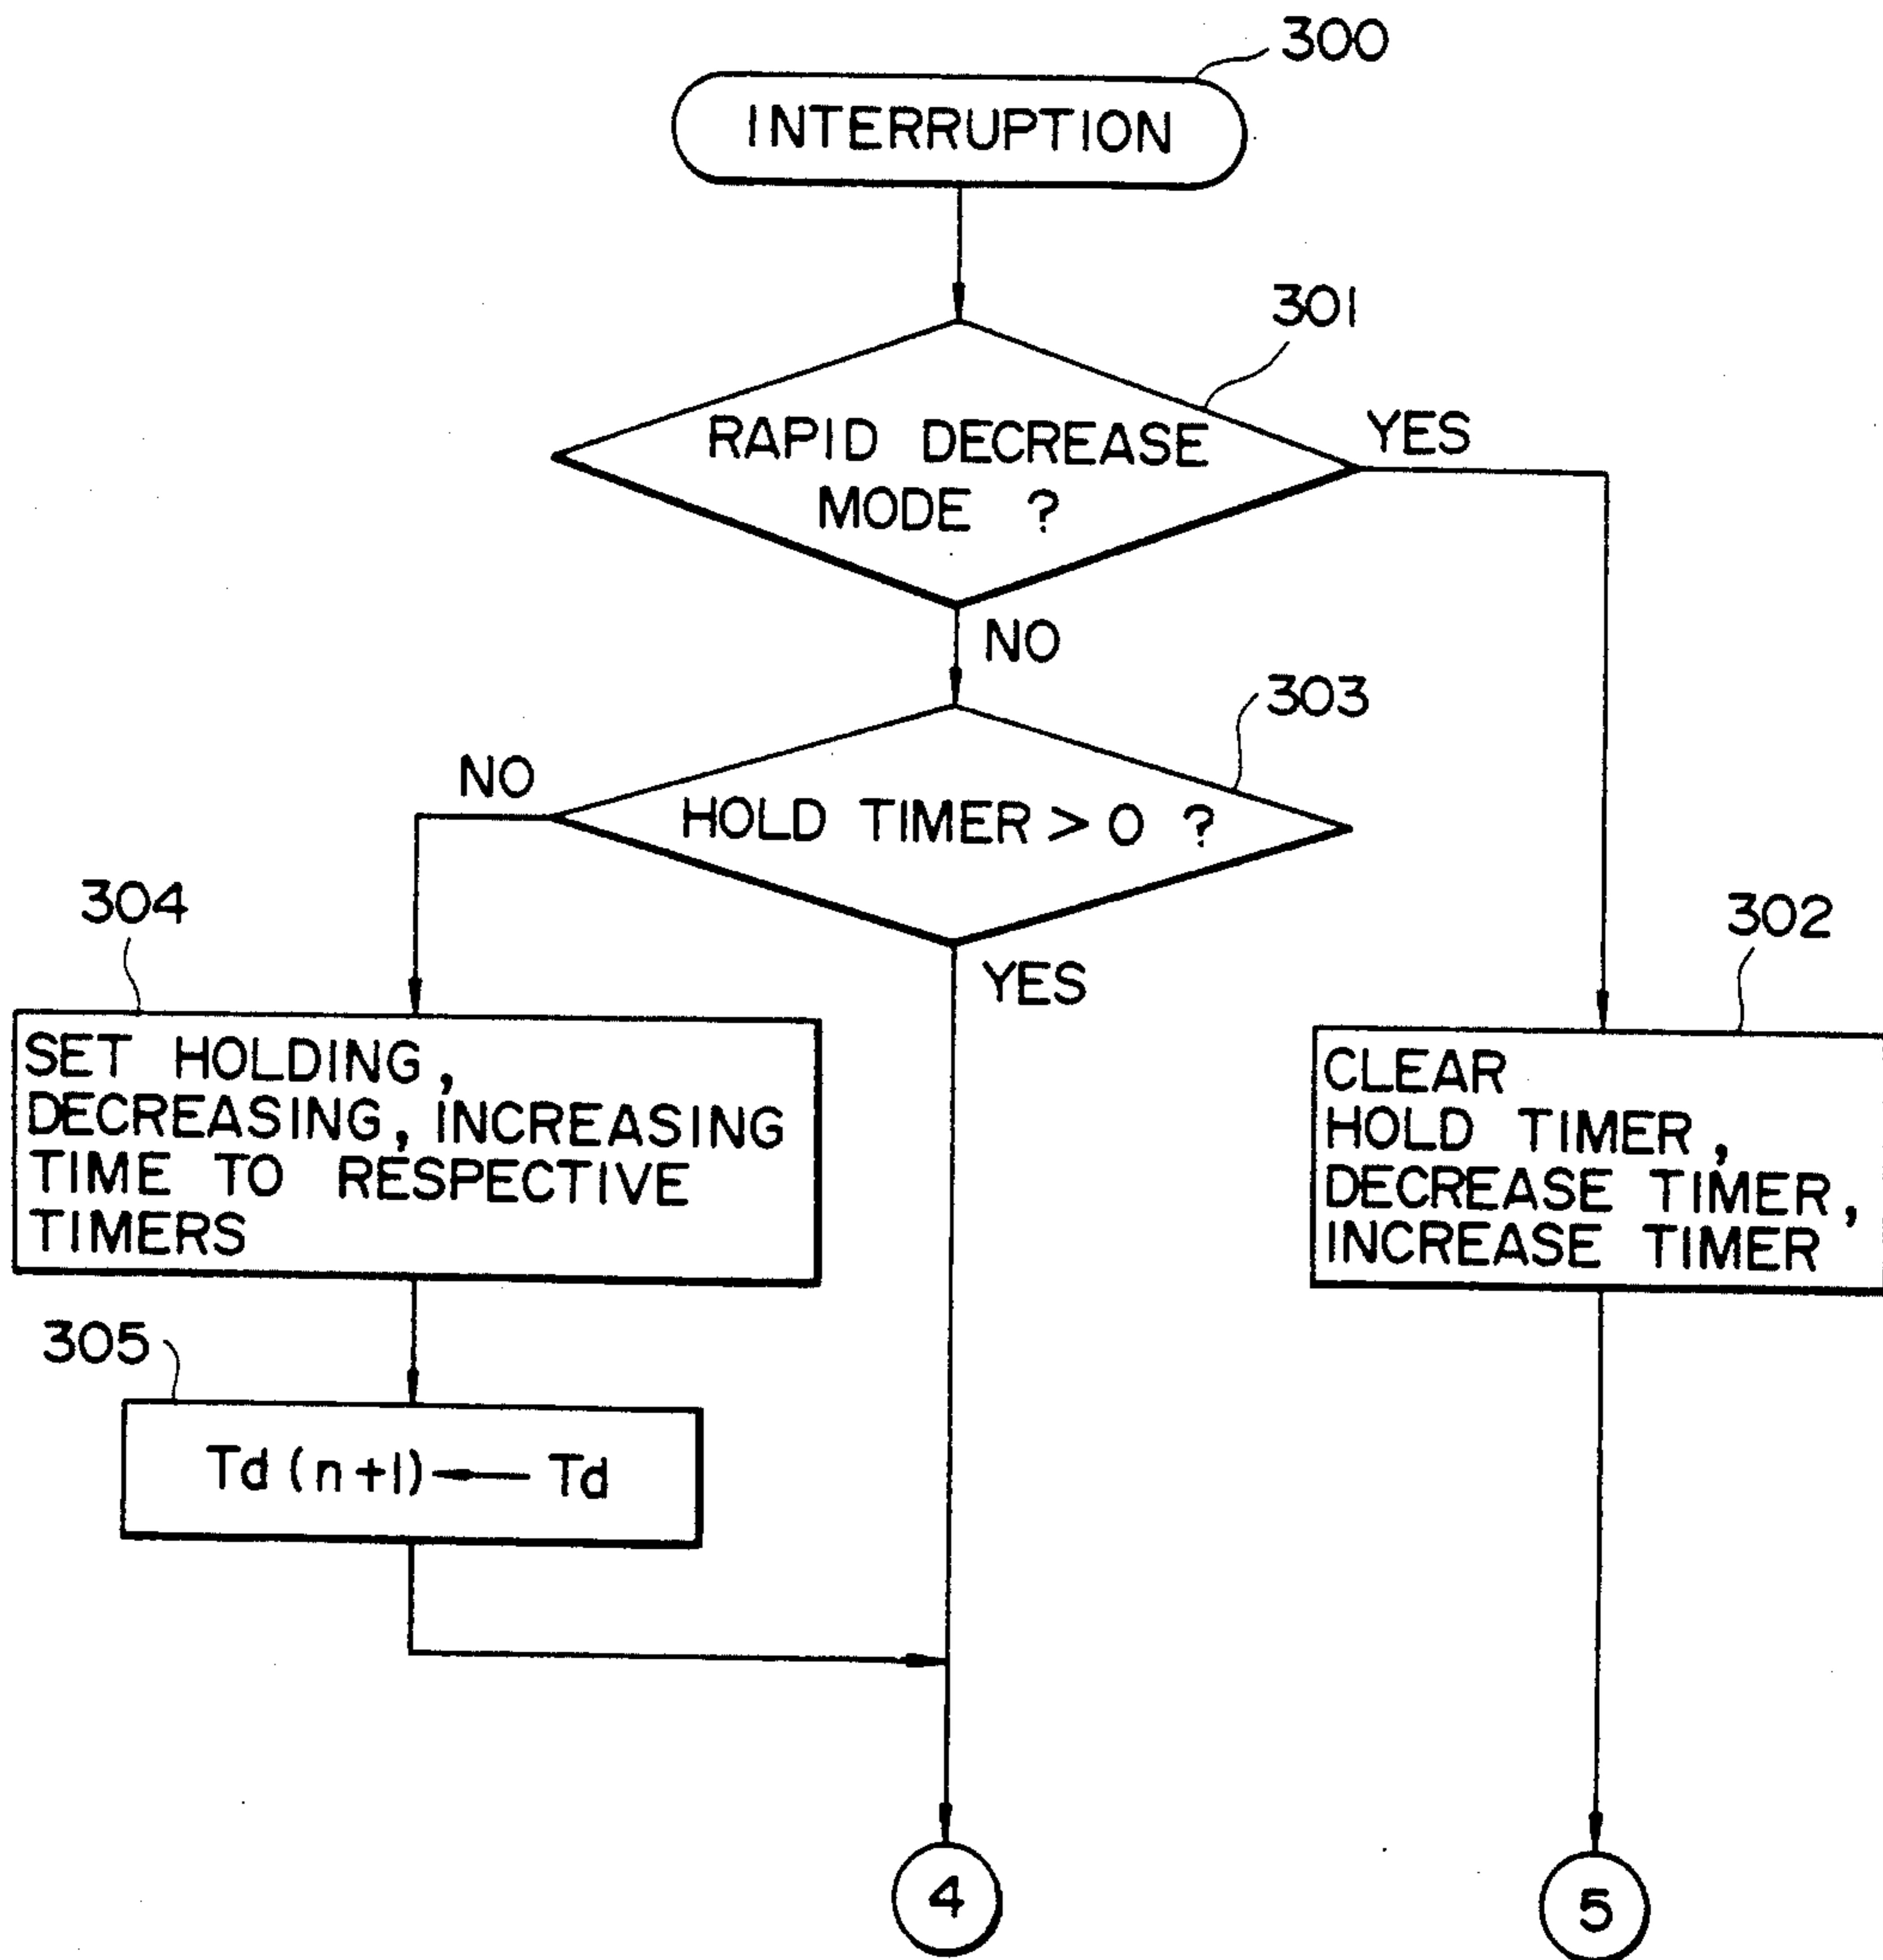 300
INTERRUPTION
301
RAPID DECREASE
MODE ?
YES
NO
303
HOLD TIMER > 0 ?
NO
YES
304
SET HOLDING,
DECREASING, INCREASING
TIME TO RESPECTIVE
TIMERS
302
CLEAR
HOLD TIMER,
DECREASE TIMER,
INCREASE TIMER
305
Td (n+1) ← Td
4
5